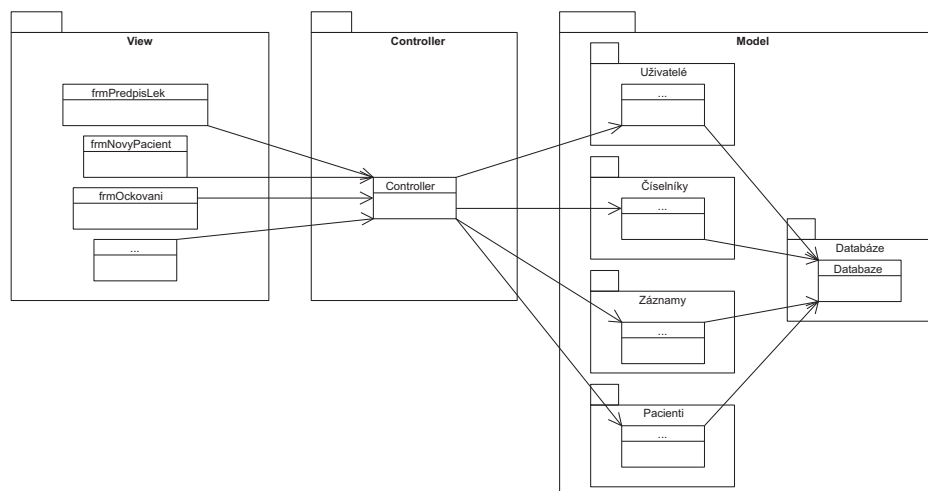 View
frmPredpisLek
frmNovyPacient
frmOckovani
...
Controller
Controller
Model
Uživatelé
...
Číselníky
...
Záznamy
...
Pacienti
...
Databáze
Databaze